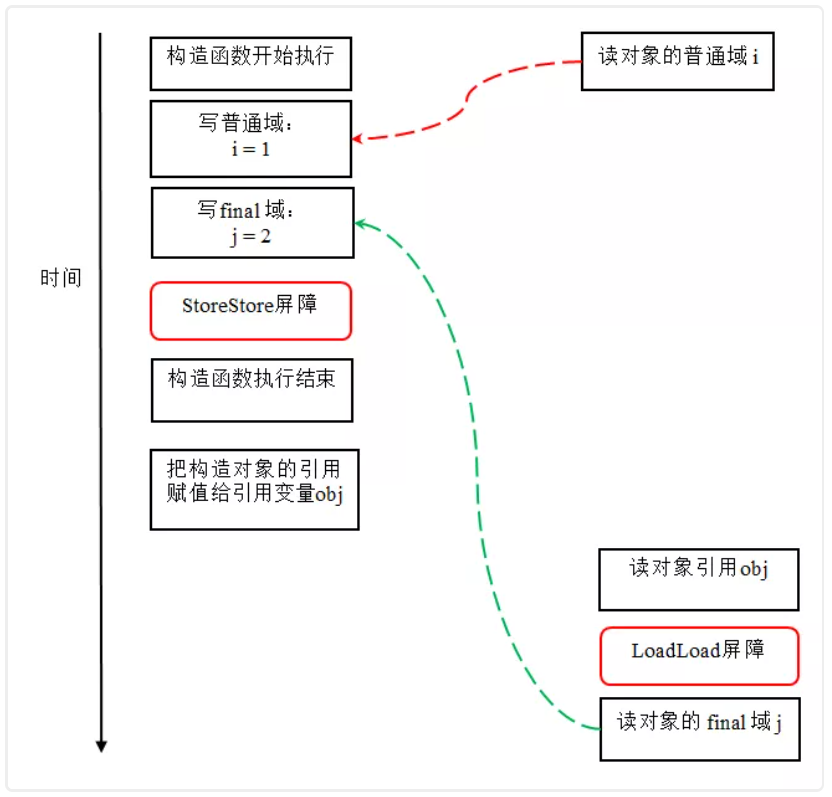 构造函数开始执行
写普通域：
i = 1
写final 域：
j = 2
StoreStore屏障
构造函数执行结束
把构造对象的引用
赋值给引用变量obj
时间
读对象的普通域 i
读对象引用obj
LoadLoad屏障
读对象的 final 域 j